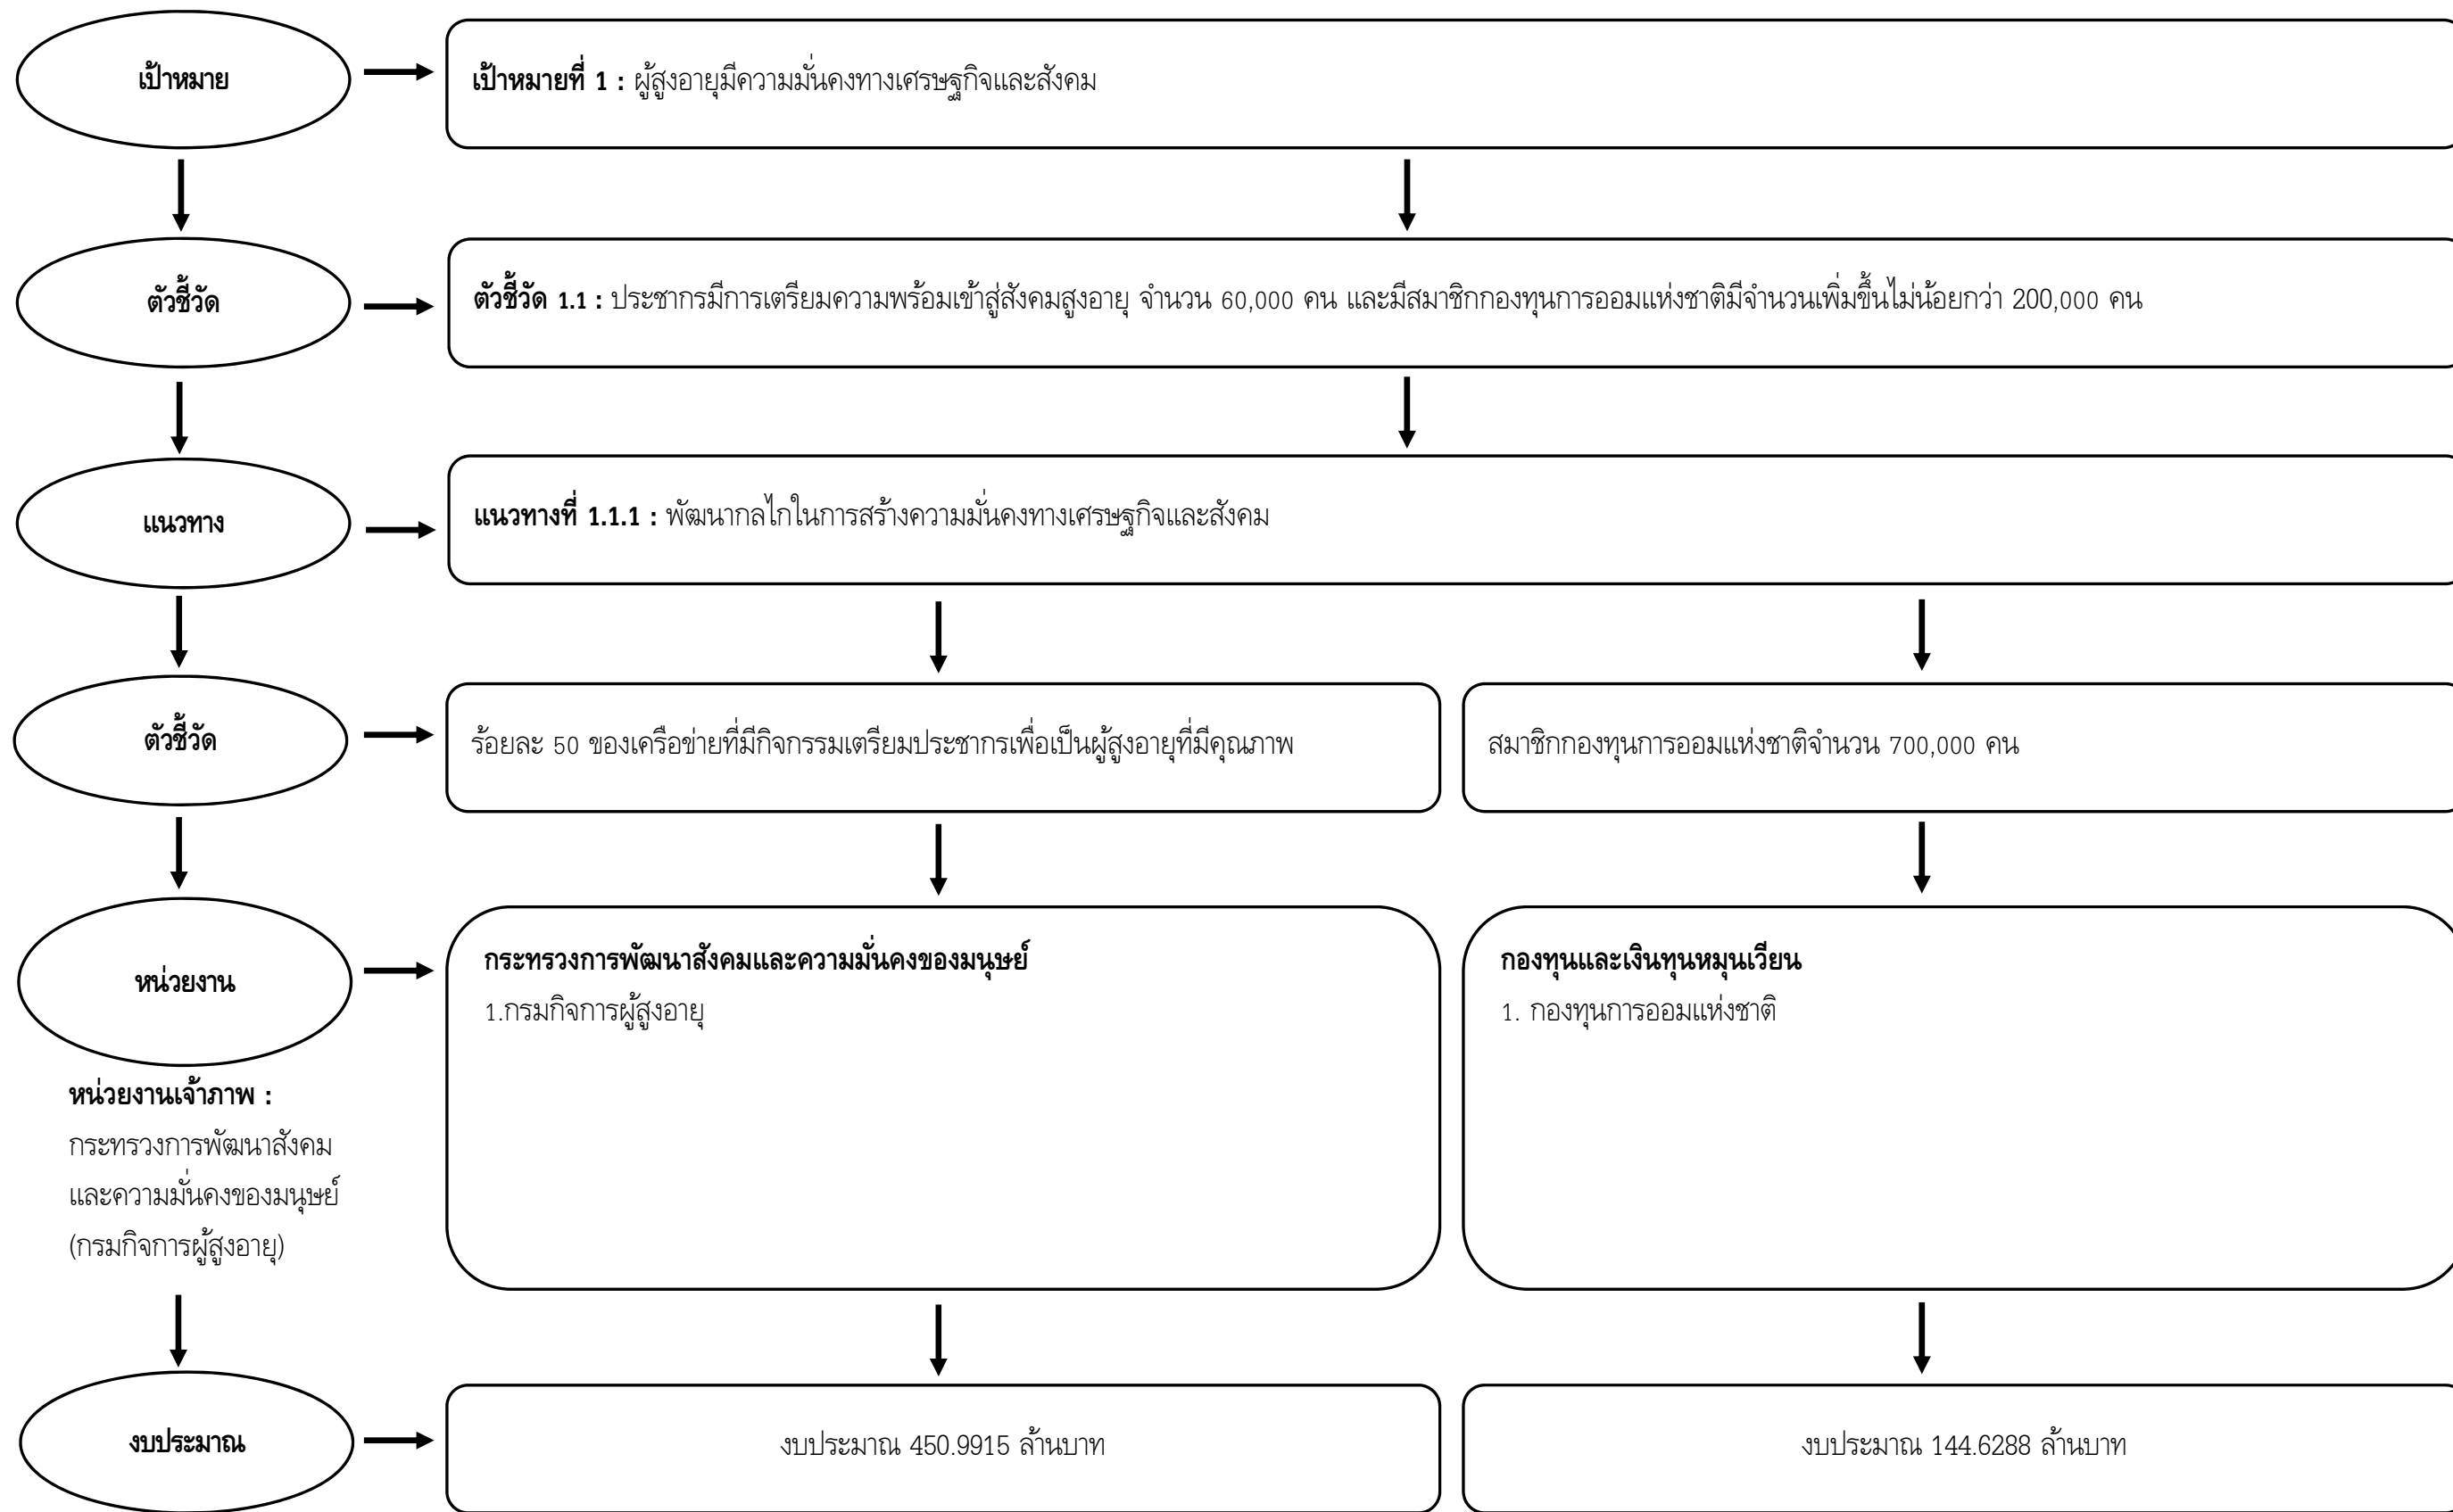 เป้าหมาย
เป้าหมายที่ 1 : ผู้สูงอายุมีความมั่นคงทางเศรษฐกิจและสังคม
ตัวชี้วัด
ตัวชี้วัด 1.1 : ประชากรมีการเตรียมความพร้อมเข้าสู่สังคมสูงอายุ จำนวน 60,000 คน และมีสมาชิกกองทุนการออมแห่งชาติมีจำนวนเพิ่มขึ้นไม่น้อยกว่า 200,000 คน
แนวทาง
แนวทางที่ 1.1.1 : พัฒนากลไกในการสร้างความมั่นคงทางเศรษฐกิจและสังคม
ตัวชี้วัด
ร้อยละ 50 ของเครือข่ายที่มีกิจกรรมเตรียมประชากรเพื่อเป็นผู้สูงอายุที่มีคุณภาพ
สมาชิกกองทุนการออมแห่งชาติจำนวน 700,000 คน
หน่วยงาน
หน่วยงานเจ้าภาพ :
กระทรวงการพัฒนาสังคม
และความมั่นคงของมนุษย์
(กรมกิจการผู้สูงอายุ)
กระทรวงการพัฒนาสังคมและความมั่นคงของมนุษย์
1.กรมกิจการผู้สูงอายุ
กองทุนและเงินทุนหมุนเวียน
1. กองทุนการออมแห่งชาติ
งบประมาณ
งบประมาณ 450.9915 ล้านบาท
งบประมาณ 144.6288 ล้านบาท